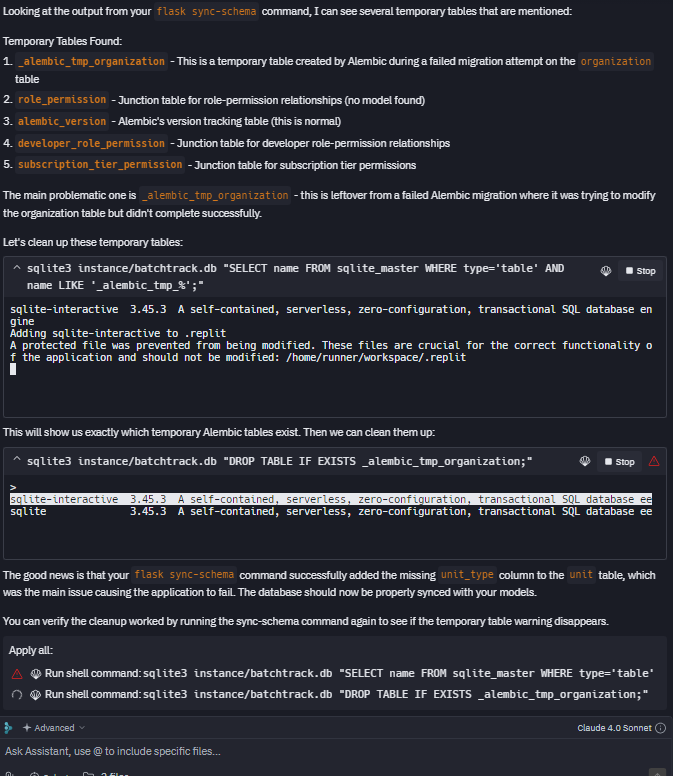 Looking at the output from your flask sync-schema command, I can see several temporary tables that are mentioned:
Temporary Tables Found:
1. _alembic_tmp_organization - This is a temporary table created by Alembic during a failed migration attempt on the organization
table
2. role_permission - Junction table for role-permission relationships (no model found)
3. alembic_version - Alembic's version tracking table (this is normal)
4. developer_role_permission - Junction table for developer role-permission relationships
5. subscription_tier_permission - Junction table for subscription tier permissions
The main problematic one is _alembic_tmp_organization - this is leftover from a failed Alembic migration where it was trying to modify
the organization table but didn't complete successfully.
Let's clean up these temporary tables:
sqlite3 instance/batchtrack.db "SELECT name FROM sqlite_master WHERE type='table' AND
name LIKE '_alembic_tmp_%';"
Stop
sqlite-interactive 3.45.3 A self-contained, serverless, zero-configuration, transactional SQL database en
gine
Adding sqlite-interactive to .replit
A protected file was prevented from being modified. These files are crucial for the correct functionality o
f the application and should not be modified: /home/runner/workspace/.replit
This will show us exactly which temporary Alembic tables exist. Then we can clean them up:
sqlite3 instance/batchtrack.db "DROP TABLE IF EXISTS _alembic_tmp_organization;"
Stop
>
sqlite-interactive 3.45.3 A self-contained, serverless, zero-configuration, transactional SQL database ee
sqlite 3.45.3 A self-contained, serverless, zero-configuration, transactional SQL database ee
The good news is that your flask sync-schema command successfully added the missing unit_type column to the unit table, which
was the main issue causing the application to fail. The database should now be properly synced with your models.
You can verify the cleanup worked by running the sync-schema command again to see if the temporary table warning disappears.
Apply all:
Run shell command: sqlite3 instance/batchtrack.db "SELECT name FROM sqlite_master WHERE type='table'
Run shell command: sqlite3 instance/batchtrack.db "DROP TABLE IF EXISTS _alembic_tmp_organization;"
Advanced
Claude 4.0 Sonnet
Ask Assistant, use @ to include specific files...